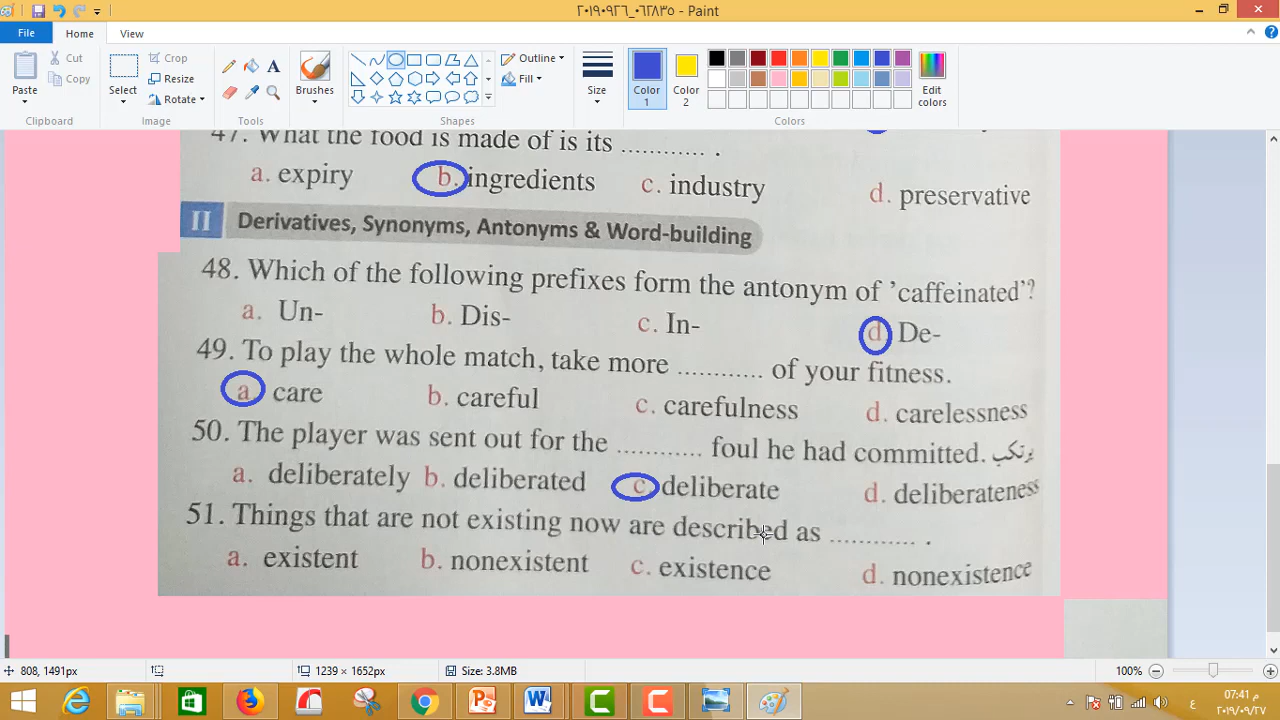 ٢٠١٩٠٩٢٦_٠٦٢٨٣٥ - Paint
File Home View
Paste Cut Copy Select Crop Resize Rotate Brushes Outline Fill Size Color 1 Color 2 Edit colors
Clipboard Image Tools Shapes Colors
47. What the food is made of is its ............ .
a. expiry b. ingredients c. industry d. preservative
II Derivatives, Synonyms, Antonyms & Word-building
48. Which of the following prefixes form the antonym of 'caffeinated'?
a. Un- b. Dis- c. In- d. De-
49. To play the whole match, take more ............ of your fitness.
a. care b. careful c. carefulness d. carelessness
50. The player was sent out for the ............ foul he had committed. يرتكب
a. deliberately b. deliberated c. deliberate d. deliberateness
51. Things that are not existing now are described as ............ .
a. existent b. nonexistent c. existence d. nonexistence
808, 1491px 1239 × 1652px Size: 3.8MB 100%
ع 07:41 م
٢٠١٩/٠٩/٢٧